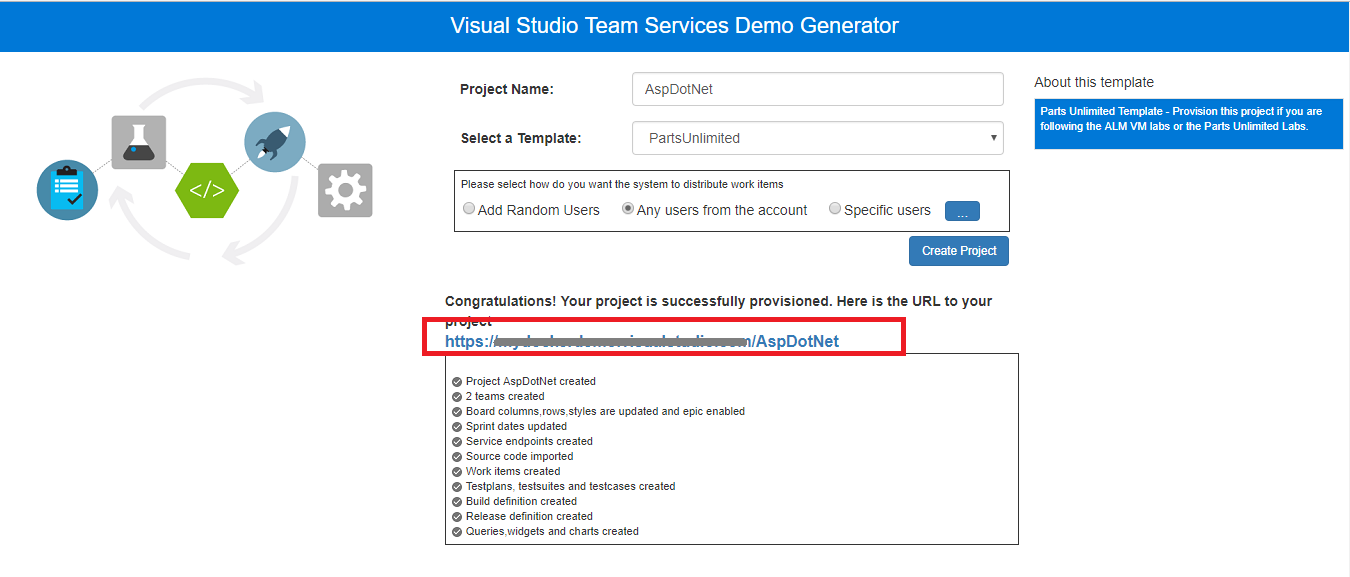 Visual Studio Team Services Demo Generator
Project Name:
AspDotNet
Select a Template:
PartsUnlimited
Please select how do you want the system to distribute work items
Add Random Users
Any users from the account
Specific users
...
Create Project
About this template
Parts Unlimited Template - Provision this project if you are
following the ALM VM labs or the Parts Unlimited Labs.
</>
Congratulations! Your project is successfully provisioned. Here is the URL to your
project
https:// /AspDotNet
Project AspDotNet created
2 teams created
Board columns,rows,styles are updated and epic enabled
Sprint dates updated
Service endpoints created
Source code imported
Work items created
Testplans, testsuites and testcases created
Build definition created
Release definition created
Queries,widgets and charts created